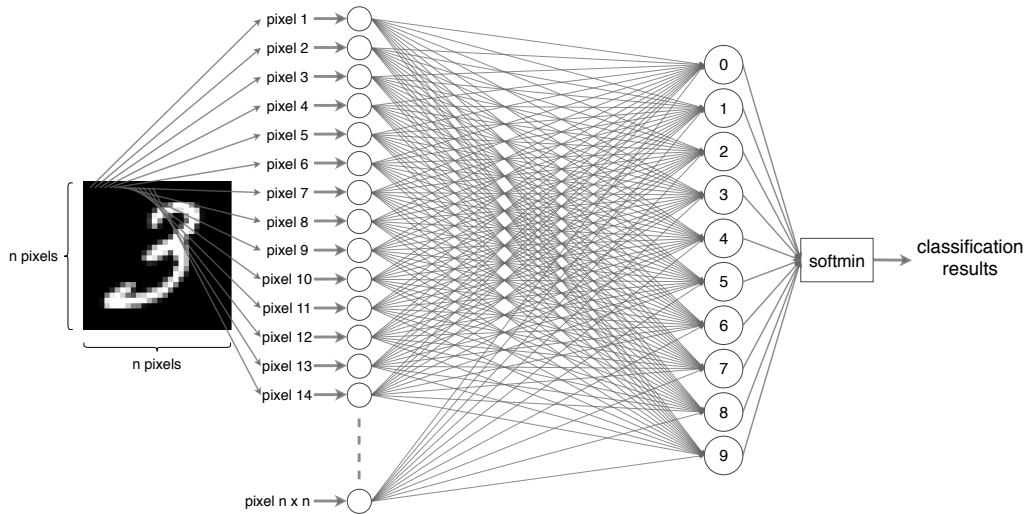 pixel 1
pixel 2
pixel 3
pixel 4
pixel 5
pixel 6
pixel 7
pixel 8
pixel 9
pixel 10
pixel 11
pixel 12
pixel 13
pixel 14
pixel n x n
n pixels
n pixels
0
1
2
3
4
5
6
7
8
9
softmin
classification
results
3